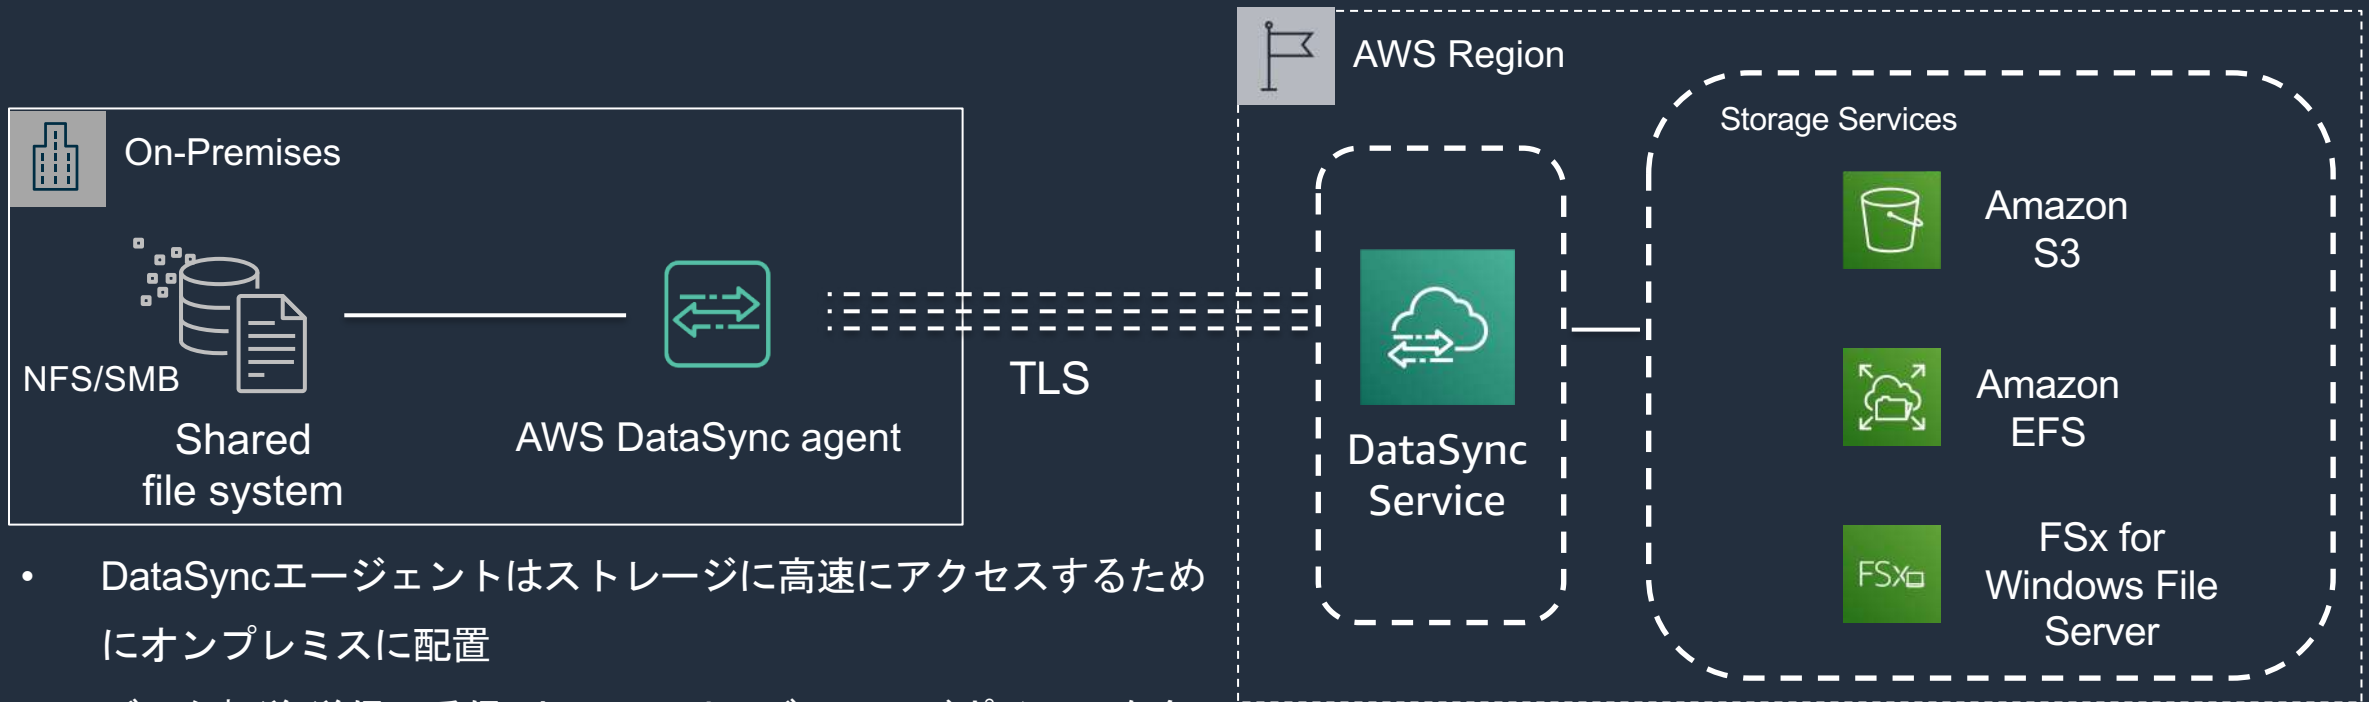 AWS Region
On-Premises
NFS/SMB
Shared
file system
AWS DataSync agent
TLS
DataSync
Service
Storage Services
Amazon
S3
Amazon
EFS
FSx
FSx for
Windows File
Server
• DataSyncエージェントはストレージに高速にアクセスするため
にオンプレミスに配置